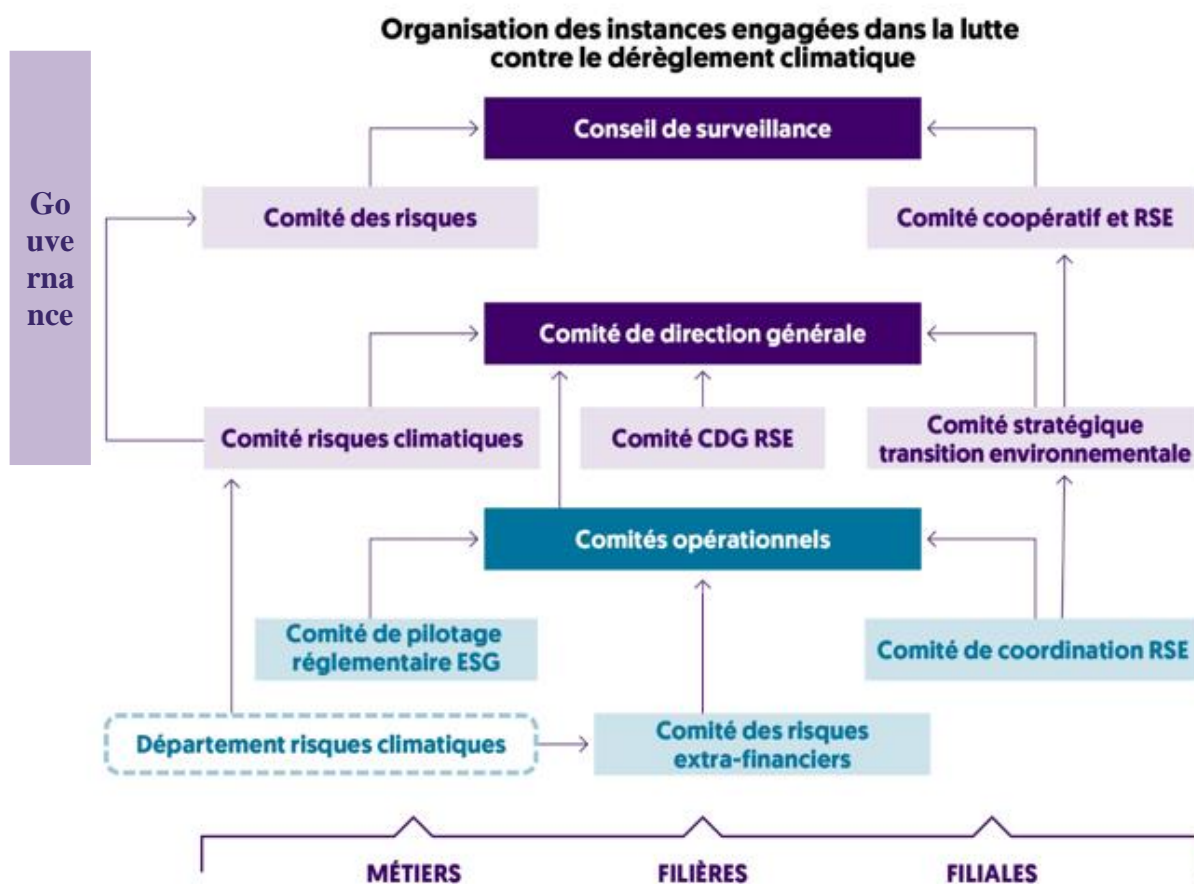 Organisation des instances engagées dans la lutte
contre le dérèglement climatique
Go
uve
rna
nce
Conseil de surveillance
Comité des risques
Comité coopératif et RSE
Comité de direction générale
Comité risques climatiques
Comité CDG RSE
Comité stratégique
transition environnementale
Comités opérationnels
Comité de pilotage
réglementaire ESG
Comité de coordination RSE
Département risques climatiques
Comité des risques
extra-financiers
MÉTIERS
FILIÈRES
FILIALES